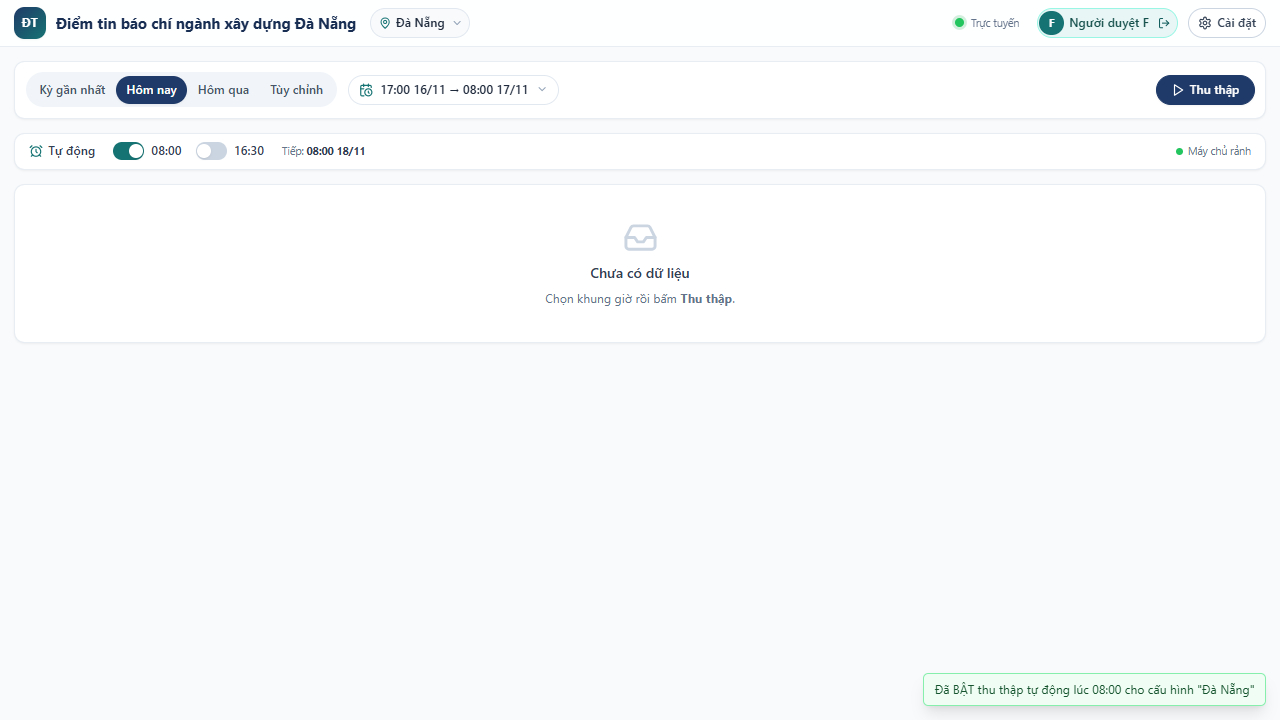 ĐT Điểm tin báo chí ngành xây dựng Đà Nẵng Đà Nẵng Trực tuyến F Người duyệt F Cài đặt
Kỳ gần nhất Hôm nay Hôm qua Tùy chỉnh 17:00 16/11 → 08:00 17/11 Thu thập
Tự động 08:00 16:30 Tiếp: 08:00 18/11 Máy chủ rảnh
Chưa có dữ liệu
Chọn khung giờ rồi bấm Thu thập.
Đã BẬT thu thập tự động lúc 08:00 cho cấu hình "Đà Nẵng"